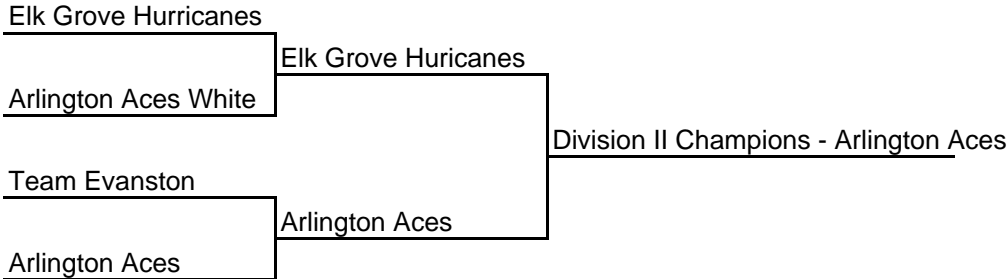 Elk Grove Hurricanes
Elk Grove Huricanes
Arlington Aces White
Division II Champions - Arlington Aces
Team Evanston
Arlington Aces
Arlington Aces